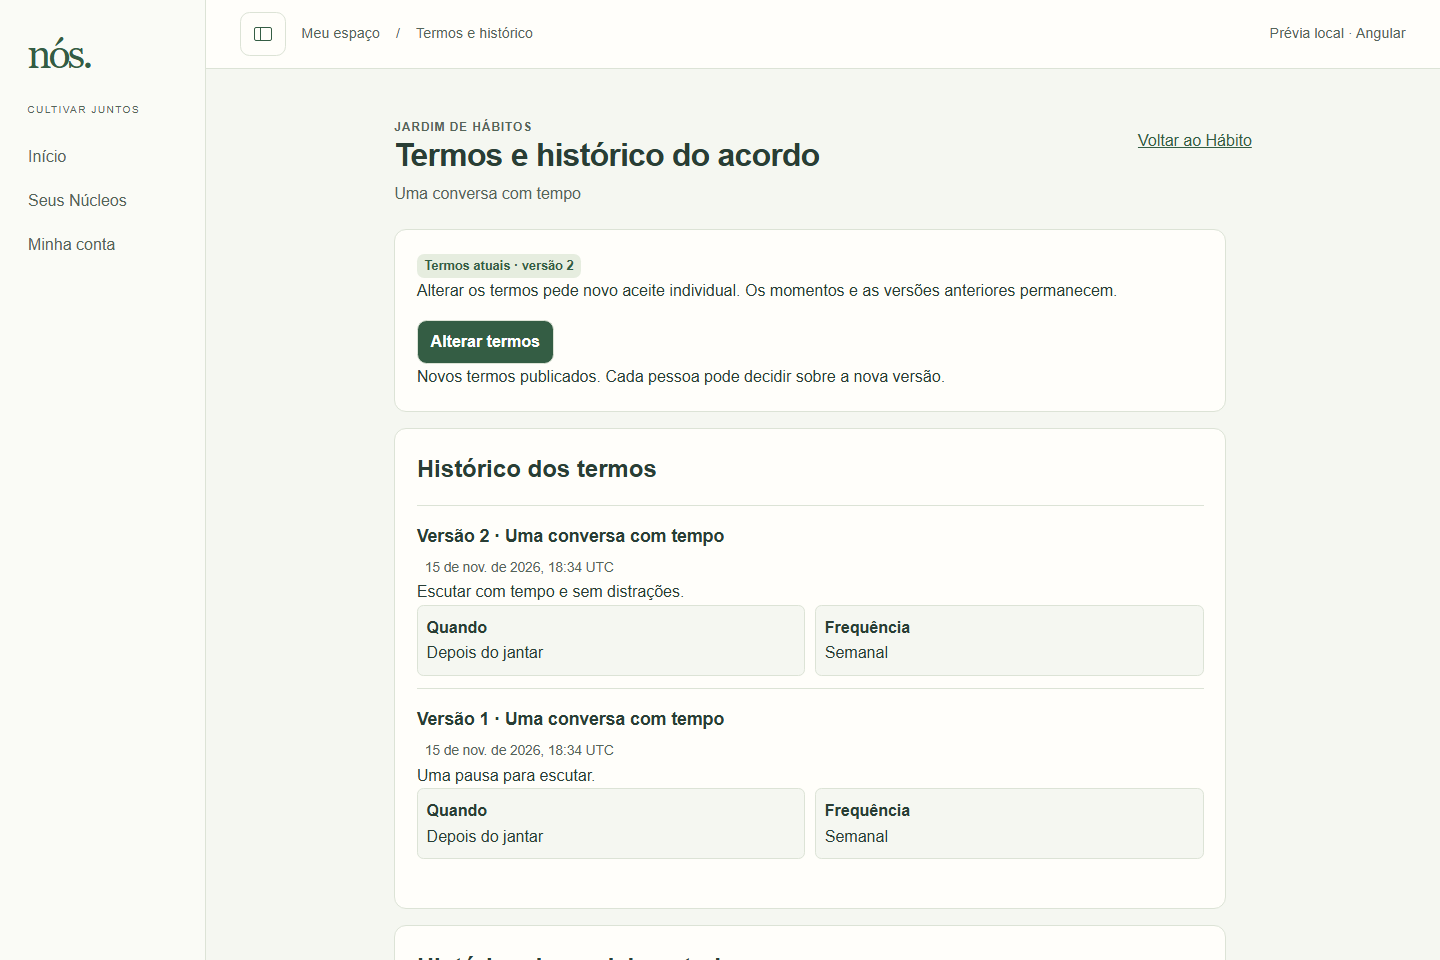 nós.
CULTIVAR JUNTOS
Início
Seus Núcleos
Minha conta
Meu espaço / Termos e histórico
Prévia local · Angular
JARDIM DE HÁBITOS
Termos e histórico do acordo
Uma conversa com tempo
Voltar ao Hábito
Termos atuais · versão 2
Alterar os termos pede novo aceite individual. Os momentos e as versões anteriores permanecem.
Alterar termos
Novos termos publicados. Cada pessoa pode decidir sobre a nova versão.
Histórico dos termos
Versão 2 · Uma conversa com tempo
15 de nov. de 2026, 18:34 UTC
Escutar com tempo e sem distrações.
Quando
Depois do jantar
Frequência
Semanal
Versão 1 · Uma conversa com tempo
15 de nov. de 2026, 18:34 UTC
Uma pausa para escutar.
Quando
Depois do jantar
Frequência
Semanal